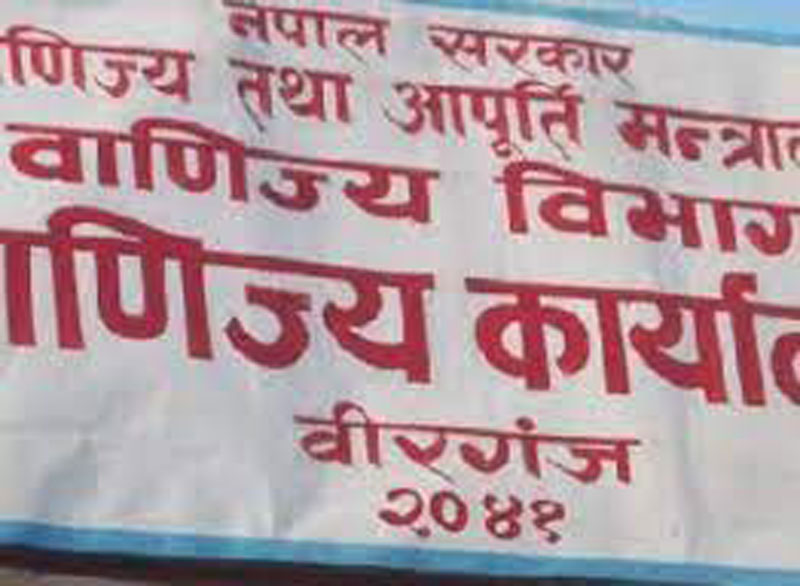 नेपाल सरकार
ाणिज्य तथा आपूर्ति मन्त्राल
वाणिज्य विभाग
ाणिज्य कार्याल
वीरगंज
२०४१